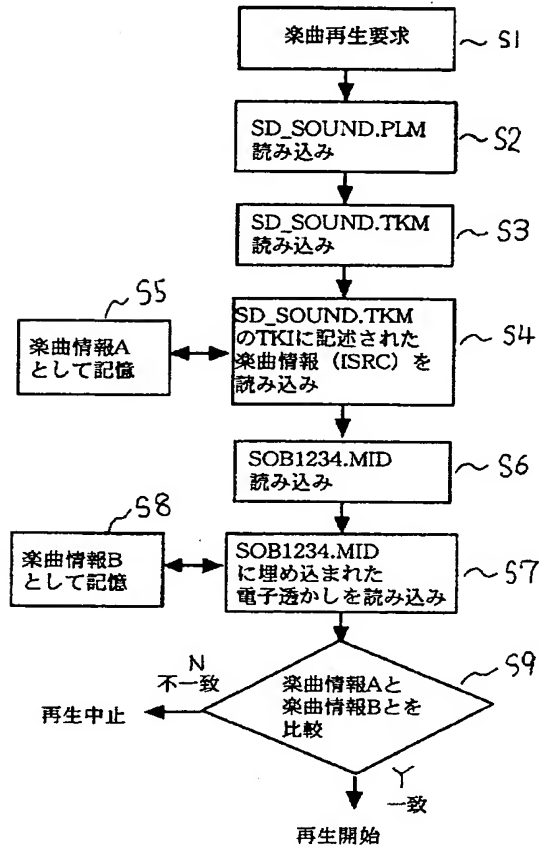 楽曲再生要求
S1
SD_SOUND.PLM
読み込み
S2
SD_SOUND.TKM
読み込み
S3
S5
楽曲情報A
として記憶
SD_SOUND.TKM
のTKIに記述された
楽曲情報（ISRC）を
読み込み
S4
SOB1234.MID
読み込み
S6
S8
楽曲情報B
として記憶
SOB1234.MID
に埋め込まれた
電子透かしを読み込み
S7
S9
楽曲情報Aと
楽曲情報Bとを
比較
N
不一致
再生中止
Y
一致
再生開始